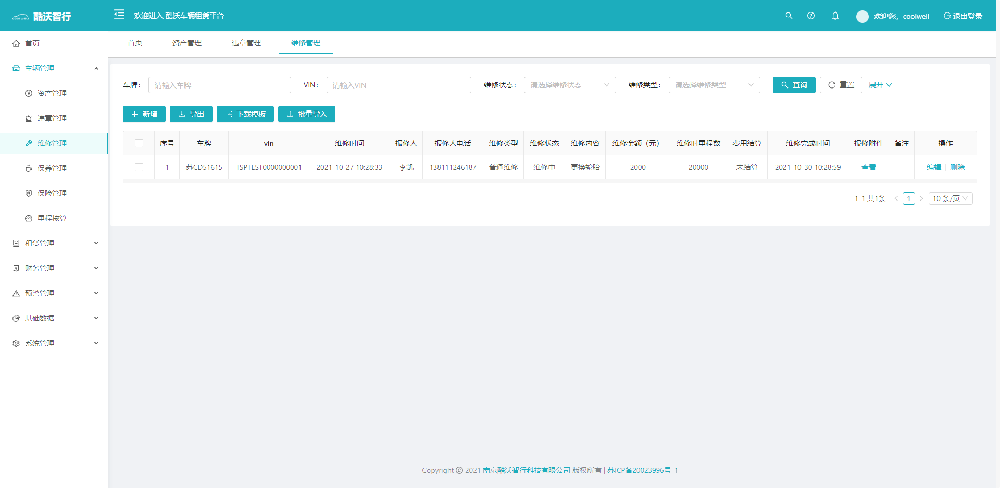 COOLWELL 酷沃智行 欢迎进入 酷沃车辆租赁平台 欢迎您，coolwell 退出登录
首页
车辆管理
资产管理
违章管理
维修管理
保养管理
保险管理
里程核算
租赁管理
财务管理
预警管理
基础数据
系统管理
首页 资产管理 违章管理 维修管理
车牌： 请输入车牌 VIN： 请输入VIN 维修状态： 请选择维修状态 维修类型： 请选择维修类型 查询 重置 展开
新增 导出 下载模板 批量导入
序号 车牌 vin 维修时间 报修人 报修人电话 维修类型 维修状态 维修内容 维修金额（元） 维修时里程数 费用结算 维修完成时间 报修附件 备注 操作
1 苏CD51615 TSPTEST0000000001 2021-10-27 10:28:33 李凯 138111246187 普通维修 维修中 更换轮胎 2000 20000 未结算 2021-10-30 10:28:59 查看 编辑 删除
1-1 共1条 < 1 > 10 条/页
Copyright © 2021 南京酷沃智行科技有限公司 版权所有 | 苏ICP备20023996号-1